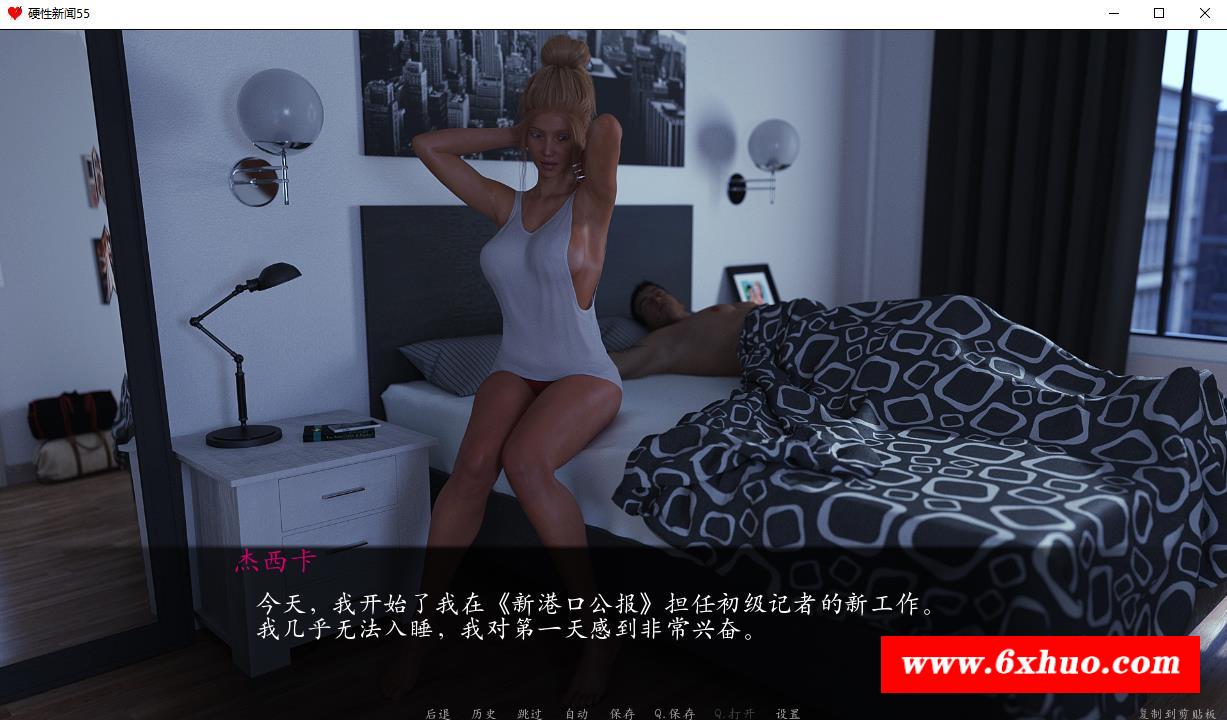 硬性新闻55
杰西卡
今天，我开始了我在《新港口公报》担任初级记者的新工作。
我几乎无法入睡，我对第一天感到非常兴奋。
www.6xhuo.com
后退 历史 跳过 自动 保存 Q.保存 Q.打开 设置
复制到剪贴板